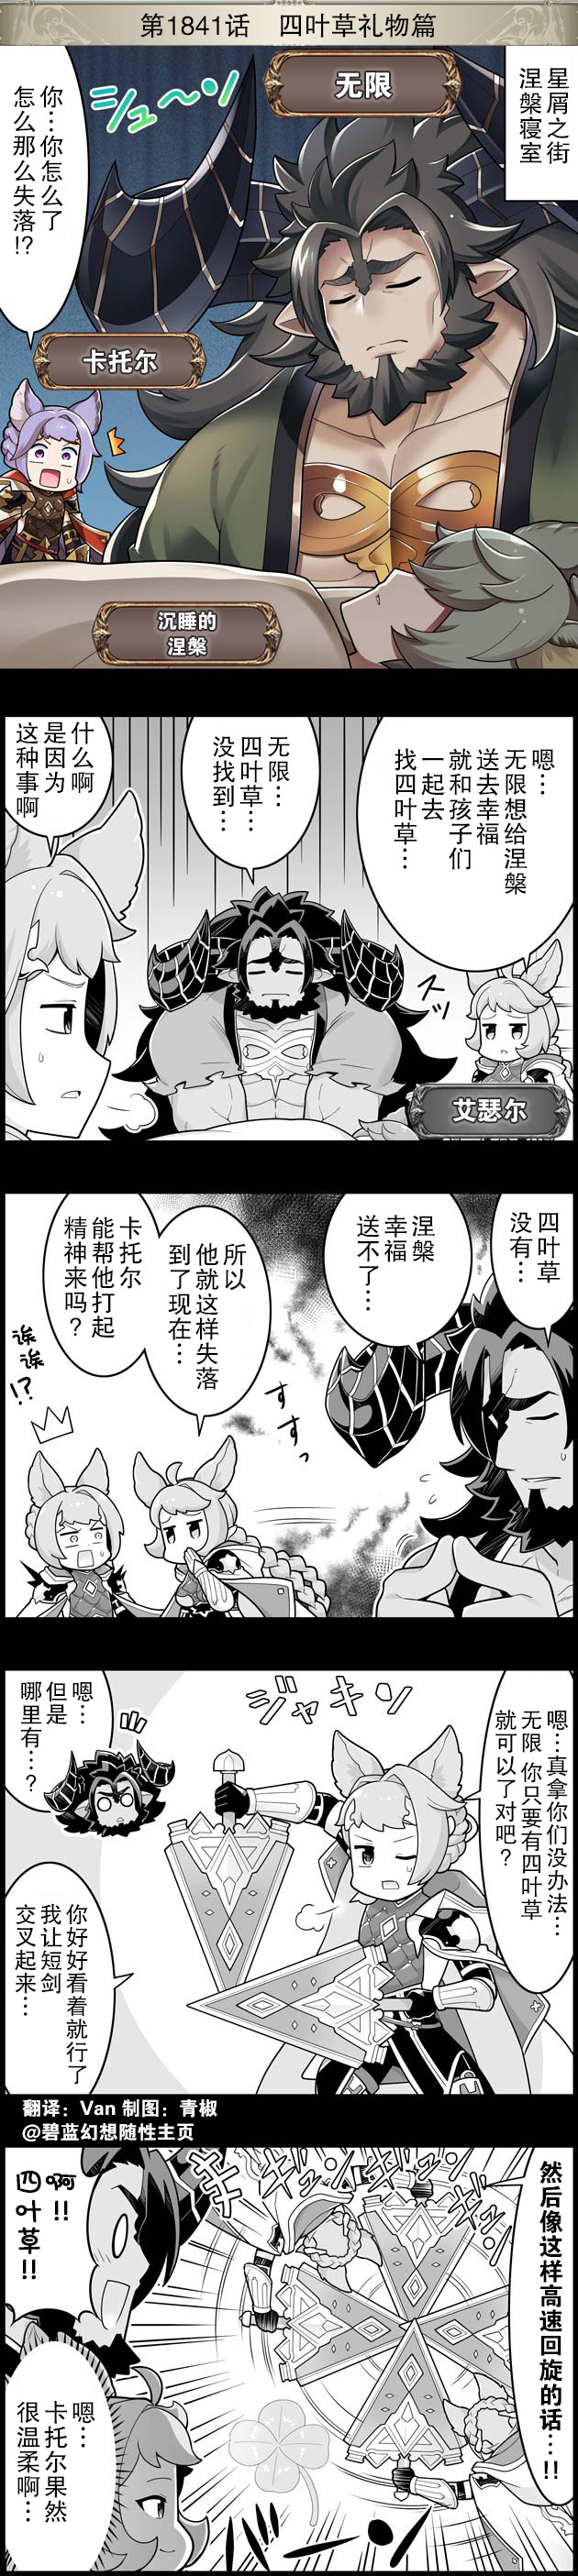 第1841话　四叶草礼物篇
星屑之街
涅槃寝室
无限
シュ〜ン
你…你怎么了
怎么那么失落!?
卡托尔
沉睡的
涅槃
嗯…
无限想给涅槃
送去幸福
就和孩子们
一起去
找四叶草…
无限…
四叶草…
没找到…
什么啊
是因为
这种事啊
スッ
艾瑟尔
四叶草
没有…
涅槃
幸福
送不了…
所以
他就这样失落
到了现在…
卡托尔
能帮他打起
精神来吗?
すすっ
诶诶!?
嗯…真拿你们没办法…
无限 你只要有四叶草
就可以了对吧?
ジャキン
嗯…
但是
哪里有…?
你好好看着就行了
我让短剑
交叉起来…
翻译：Van 制图：青椒
@碧蓝幻想随性主页
然后像这样高速回旋的话…!!
啊!!
四叶草!!
嗯…
卡托尔果然
很温柔啊…